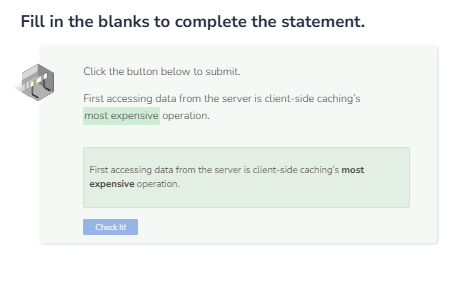 Fill in the blanks to complete the statement.
Click the button below to submit.
First accessing data from the server is client-side caching's
most expensive operation.
First accessing data from the server is client-side caching's most
expensive operation.
Check It!